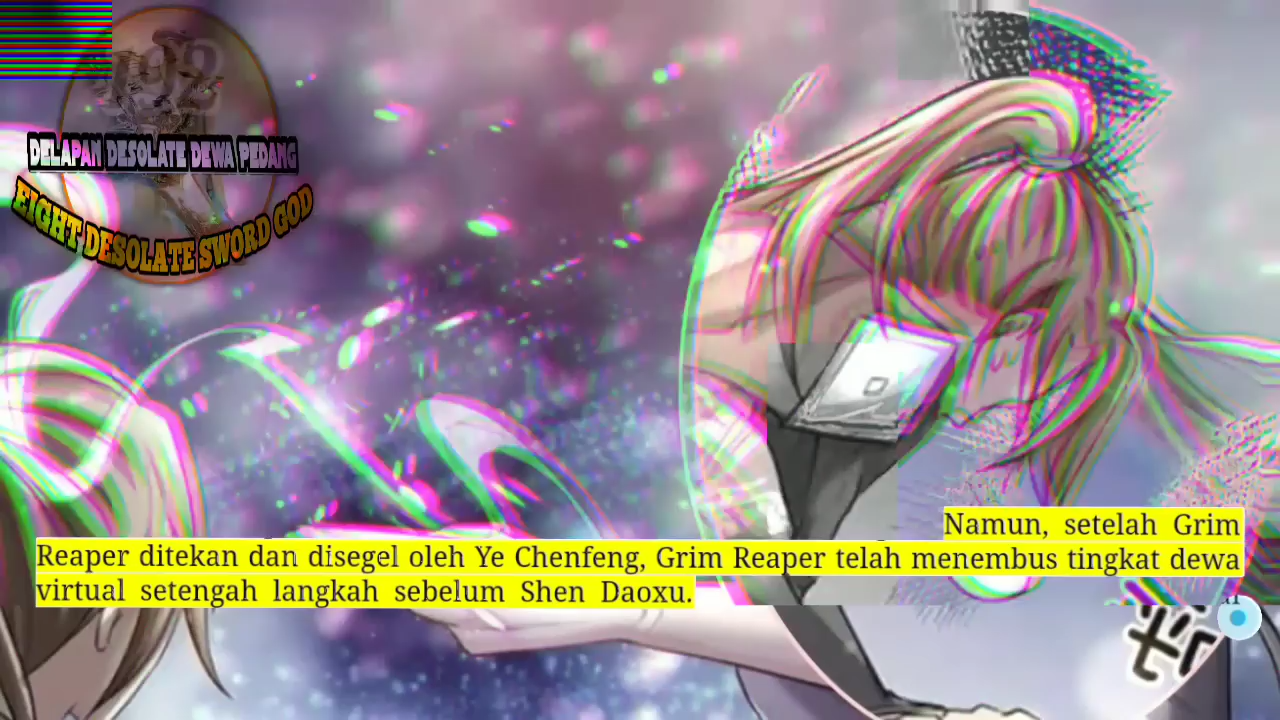 DELAPAN DESOLATE DEWA PEDANG
EIGHT DESOLATE SWORD GOD
Namun, setelah Grim
Reaper ditekan dan disegel oleh Ye Chenfeng, Grim Reaper telah menembus tingkat dewa
virtual setengah langkah sebelum Shen Daoxu.